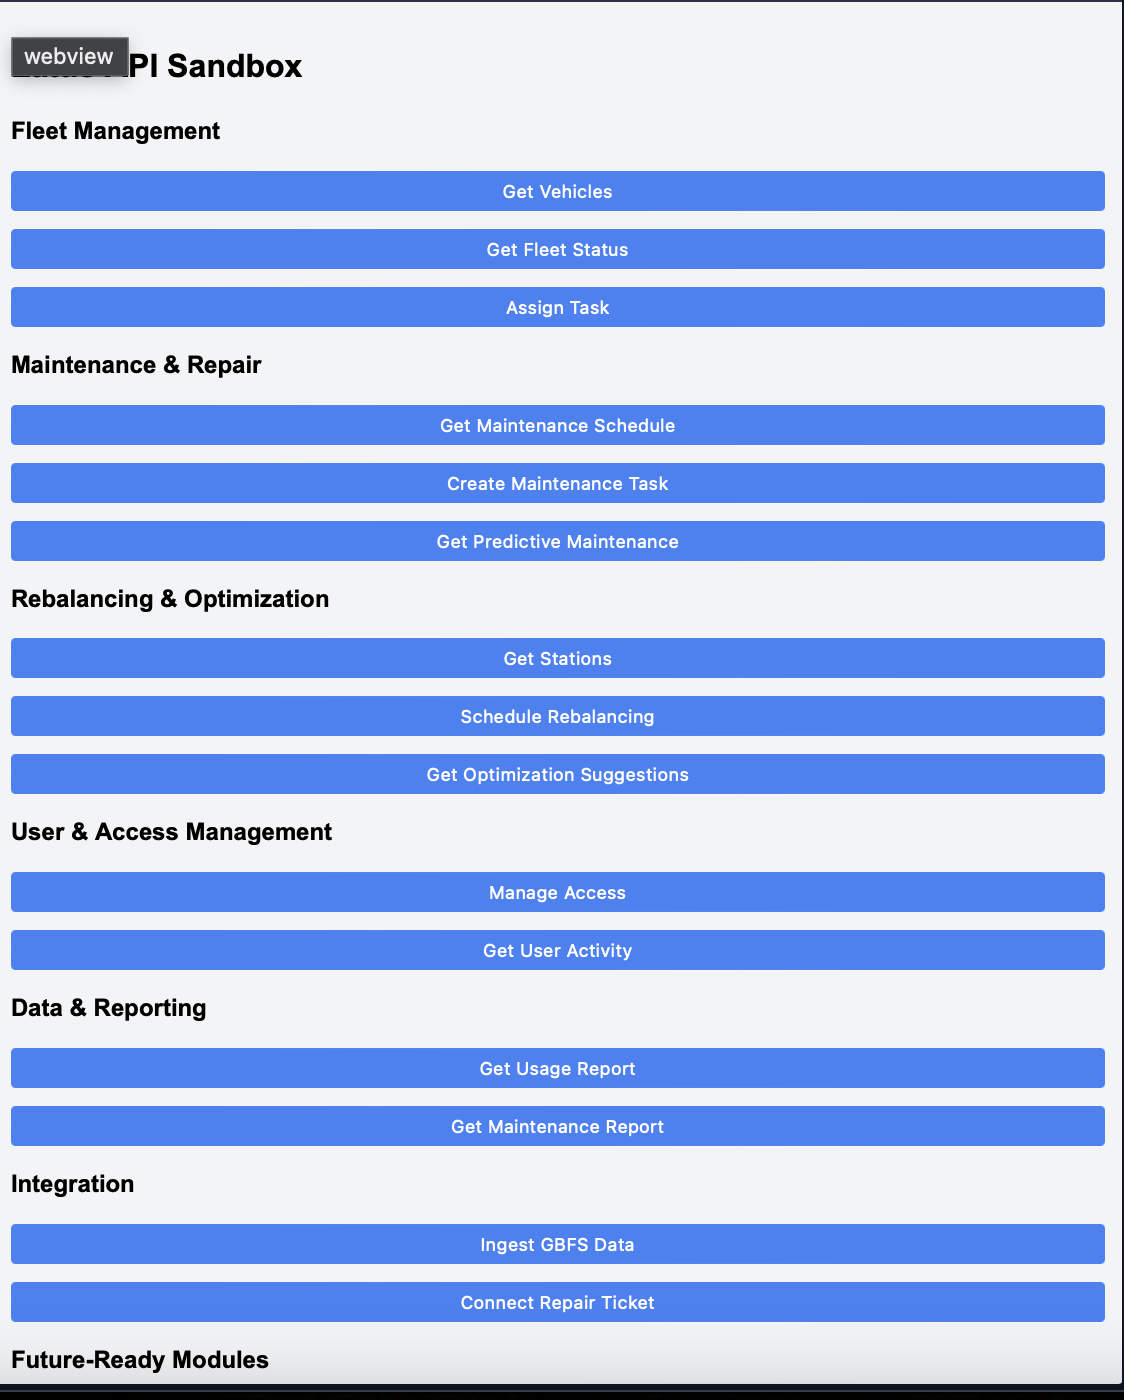 webview
PI Sandbox
Fleet Management
Get Vehicles
Get Fleet Status
Assign Task
Maintenance & Repair
Get Maintenance Schedule
Create Maintenance Task
Get Predictive Maintenance
Rebalancing & Optimization
Get Stations
Schedule Rebalancing
Get Optimization Suggestions
User & Access Management
Manage Access
Get User Activity
Data & Reporting
Get Usage Report
Get Maintenance Report
Integration
Ingest GBFS Data
Connect Repair Ticket
Future-Ready Modules